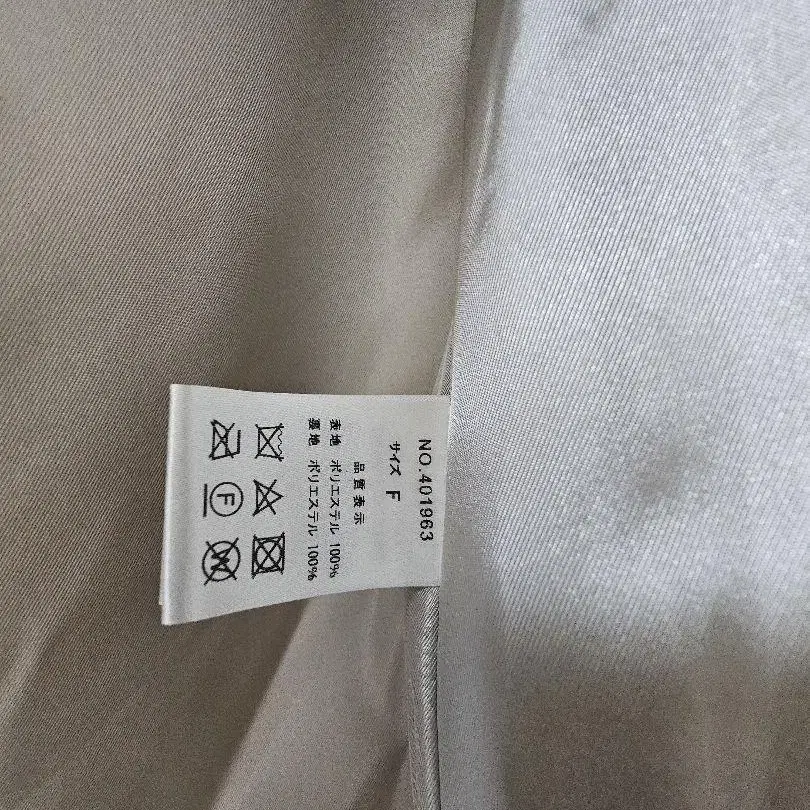 NO.401963
サイズ F
品質表示
表地 ポリエステル 100%
裏地 ポリエステル 100%
F
W